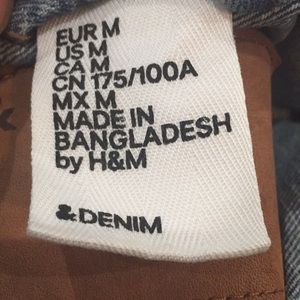 EUR M
US M
CA M
CN 175/100A
MX M
MADE IN
BANGLADESH
by H&M
&DENIM